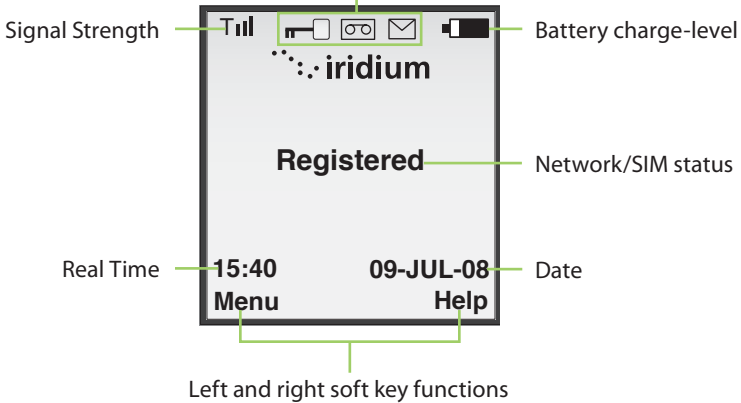 Signal Strength
Battery charge-level
iridium
Registered
Network/SIM status
Real Time
15:40
09-JUL-08
Date
Menu
Help
Left and right soft key functions